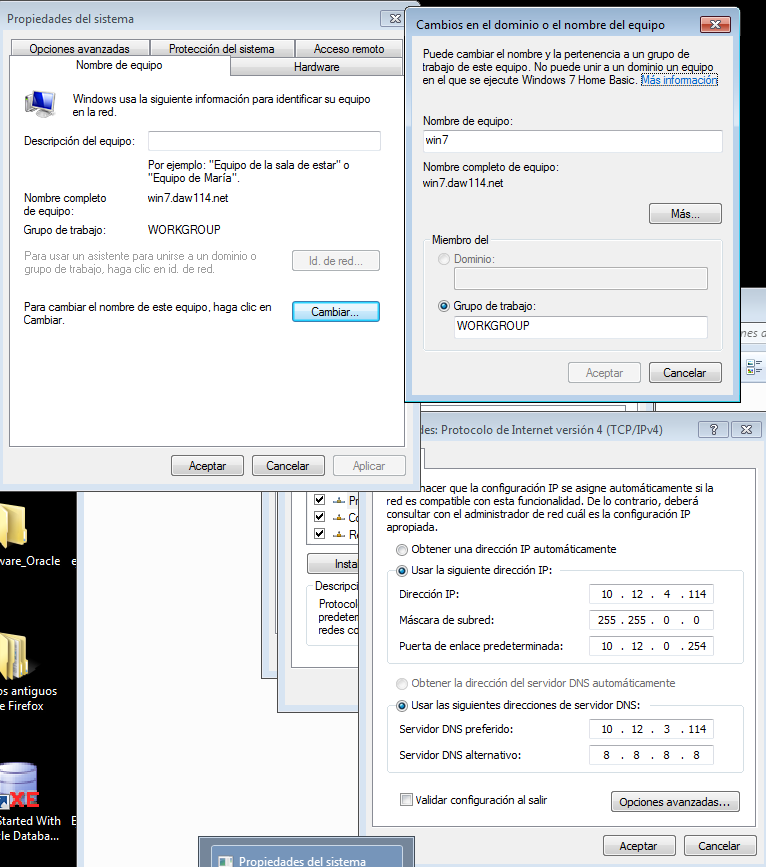 Propiedades del sistema
Opciones avanzadas
Protección del sistema
Acceso remoto
Nombre de equipo
Hardware
Windows usa la siguiente información para identificar su equipo
en la red.
Descripción del equipo:
Por ejemplo: "Equipo de la sala de estar" o
"Equipo de María".
Nombre completo
de equipo:
win7.daw114.net
Grupo de trabajo:
WORKGROUP
Para usar un asistente para unirse a un dominio o
grupo de trabajo, haga clic en id. de red.
Id. de red...
Para cambiar el nombre de este equipo, haga clic en
Cambiar.
Cambiar...
Aceptar
Cancelar
Aplicar
Cambios en el dominio o el nombre del equipo
Puede cambiar el nombre y la pertenencia a un grupo de
trabajo de este equipo. No puede unir a un dominio un equipo
en el que se ejecute Windows 7 Home Basic. Más información
Nombre de equipo:
win7
Nombre completo de equipo:
win7.daw114.net
Más...
Miembro del
Dominio:
Grupo de trabajo:
WORKGROUP
Aceptar
Cancelar
des: Protocolo de Internet versión 4 (TCP/IPv4)
hacer que la configuración IP se asigne automáticamente si la
red es compatible con esta funcionalidad. De lo contrario, deberá
consultar con el administrador de red cuál es la configuración IP
apropiada.
Obtener una dirección IP automáticamente
Usar la siguiente dirección IP:
Dirección IP:
10 . 12 . 4 . 114
Máscara de subred:
255 . 255 . 0 . 0
Puerta de enlace predeterminada:
10 . 12 . 0 . 254
Obtener la dirección del servidor DNS automáticamente
Usar las siguientes direcciones de servidor DNS:
Servidor DNS preferido:
10 . 12 . 3 . 114
Servidor DNS alternativo:
8 . 8 . 8 . 8
Validar configuración al salir
Opciones avanzadas...
Aceptar
Cancelar
Pr
Co
Re
Insta
Descripci
Protoco
predeter
redes co
ware_Oracle
os antiguos
e Firefox
Started With
cle Databa...
Propiedades del sistema